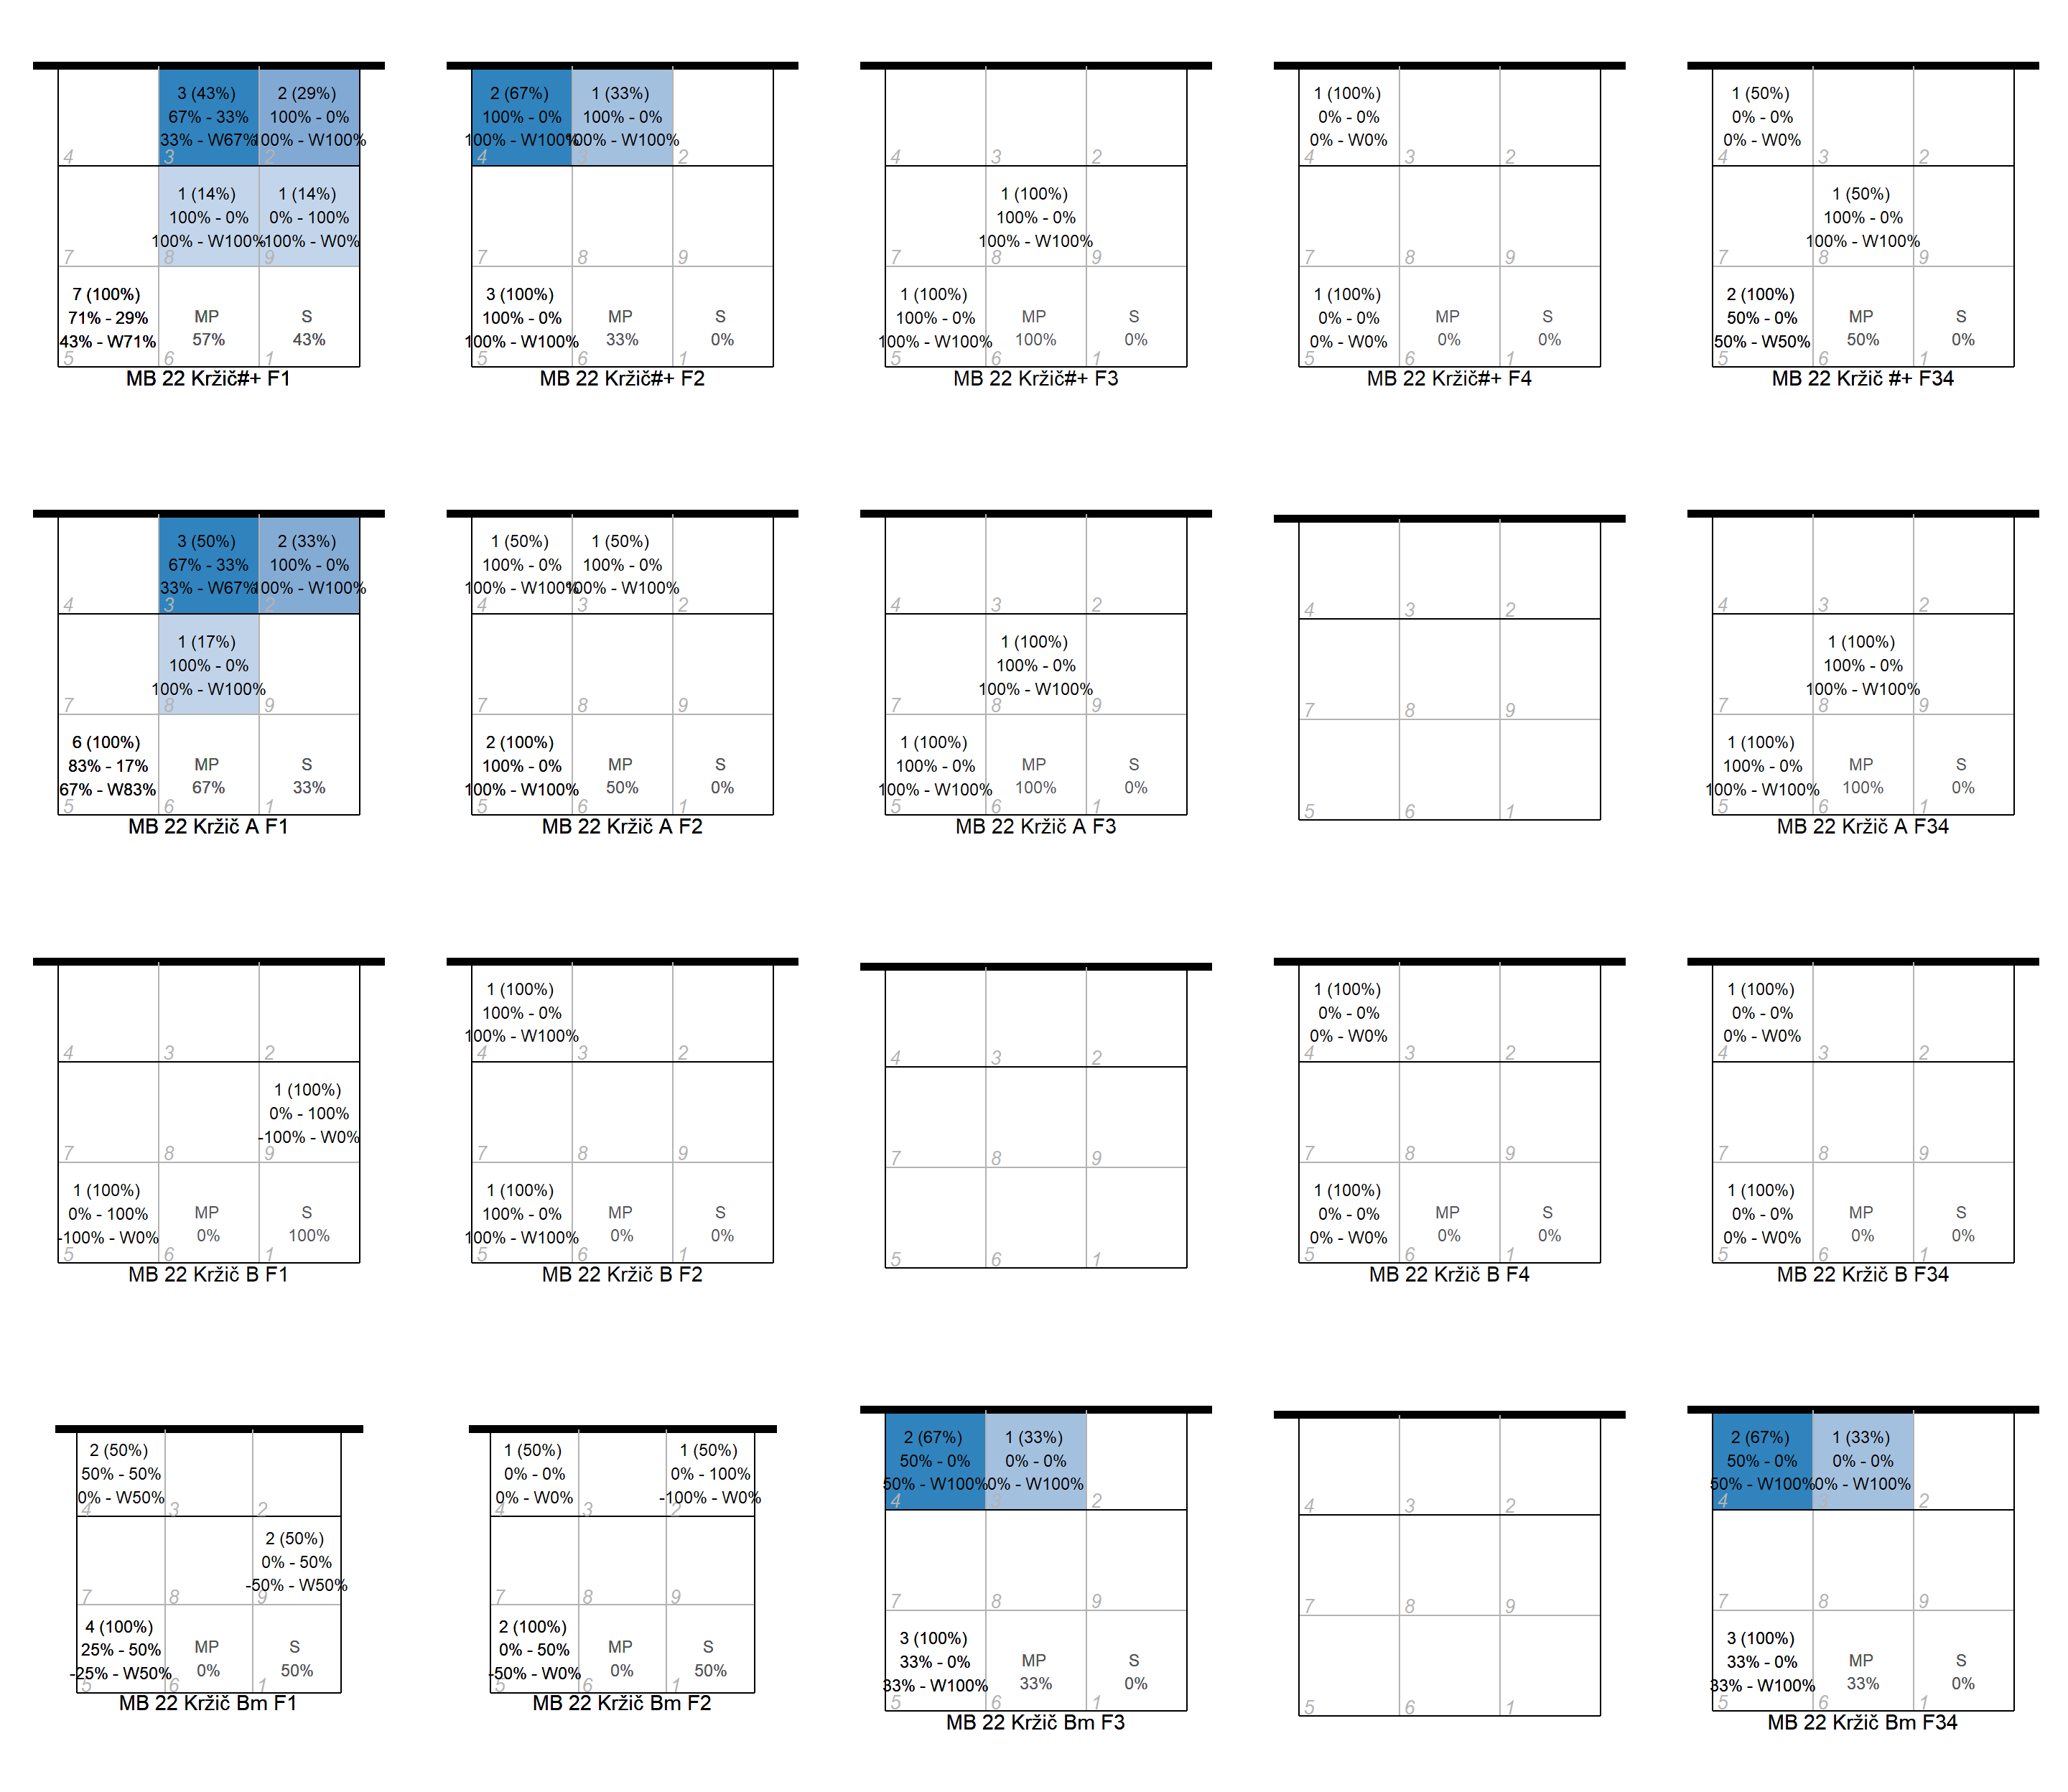 3 (43%)
67% - 33%
33% - W67%
2 (29%)
100% - 0%
100% - W100%
4
3
2
1 (14%)
100% - 0%
100% - W100%
1 (14%)
0% - 100%
-100% - W0%
7
8
9
7 (100%)
71% - 29%
43% - W71%
MP
57%
S
43%
5
6
1
MB 22 Kržič#+ F1
2 (67%)
100% - 0%
100% - W100%
1 (33%)
100% - 0%
100% - W100%
4
3
2
7
8
9
3 (100%)
100% - 0%
100% - W100%
MP
33%
S
0%
5
6
1
MB 22 Kržič#+ F2
4
3
2
1 (100%)
100% - 0%
100% - W100%
7
8
9
1 (100%)
100% - 0%
100% - W100%
MP
100%
S
0%
5
6
1
MB 22 Kržič#+ F3
1 (100%)
0% - 0%
0% - W0%
4
3
2
7
8
9
1 (100%)
0% - 0%
0% - W0%
MP
0%
S
0%
5
6
1
MB 22 Kržič#+ F4
1 (50%)
0% - 0%
0% - W0%
4
3
2
1 (50%)
100% - 0%
100% - W100%
7
8
9
2 (100%)
50% - 0%
50% - W50%
MP
50%
S
0%
5
6
1
MB 22 Kržič #+ F34
3 (50%)
67% - 33%
33% - W67%
2 (33%)
100% - 0%
100% - W100%
4
3
2
1 (17%)
100% - 0%
100% - W100%
7
8
9
6 (100%)
83% - 17%
67% - W83%
MP
67%
S
33%
5
6
1
MB 22 Kržič A F1
1 (50%)
100% - 0%
100% - W100%
1 (50%)
100% - 0%
100% - W100%
4
3
2
7
8
9
2 (100%)
100% - 0%
100% - W100%
MP
50%
S
0%
5
6
1
MB 22 Kržič A F2
4
3
2
1 (100%)
100% - 0%
100% - W100%
7
8
9
1 (100%)
100% - 0%
100% - W100%
MP
100%
S
0%
5
6
1
MB 22 Kržič A F3
4
3
2
7
8
9
5
6
1
4
3
2
1 (100%)
100% - 0%
100% - W100%
7
8
9
1 (100%)
100% - 0%
100% - W100%
MP
100%
S
0%
5
6
1
MB 22 Kržič A F34
4
3
2
1 (100%)
0% - 100%
-100% - W0%
7
8
9
1 (100%)
0% - 100%
-100% - W0%
MP
0%
S
100%
5
6
1
MB 22 Kržič B F1
1 (100%)
100% - 0%
100% - W100%
4
3
2
7
8
9
1 (100%)
100% - 0%
100% - W100%
MP
0%
S
0%
5
6
1
MB 22 Kržič B F2
4
3
2
7
8
9
5
6
1
1 (100%)
0% - 0%
0% - W0%
4
3
2
7
8
9
1 (100%)
0% - 0%
0% - W0%
MP
0%
S
0%
5
6
1
MB 22 Kržič B F4
1 (100%)
0% - 0%
0% - W0%
4
3
2
7
8
9
1 (100%)
0% - 0%
0% - W0%
MP
0%
S
0%
5
6
1
MB 22 Kržič B F34
2 (50%)
50% - 50%
0% - W50%
4
3
2
2 (50%)
0% - 50%
-50% - W50%
7
8
9
4 (100%)
25% - 50%
-25% - W50%
MP
0%
S
50%
5
6
1
MB 22 Kržič Bm F1
1 (50%)
0% - 0%
0% - W0%
1 (50%)
0% - 100%
-100% - W0%
4
3
2
7
8
9
2 (100%)
0% - 50%
-50% - W0%
MP
0%
S
50%
5
6
1
MB 22 Kržič Bm F2
2 (67%)
50% - 0%
50% - W100%
1 (33%)
0% - 0%
0% - W100%
4
3
2
7
8
9
3 (100%)
33% - 0%
33% - W100%
MP
33%
S
0%
5
6
1
MB 22 Kržič Bm F3
4
3
2
7
8
9
5
6
1
2 (67%)
50% - 0%
50% - W100%
1 (33%)
0% - 0%
0% - W100%
4
3
2
7
8
9
3 (100%)
33% - 0%
33% - W100%
MP
33%
S
0%
5
6
1
MB 22 Kržič Bm F34